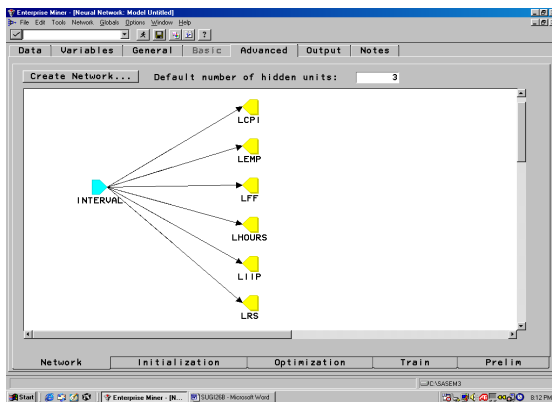 Enterprise Miner - [Neural Network: Model Untitled]
File Edit Tools Network Globals Options Window Help
Data Variables General Basic Advanced Output Notes
Create Network... Default number of hidden units: 3
LCPI
LEMP
INTERVAL
LFF
LHOURS
LIIP
LRS
Network Initialization Optimization Train Prelim
C:\SASEM3
Start Enterprise Miner - [N... SUGI26B - Microsoft Word 8:12 PM